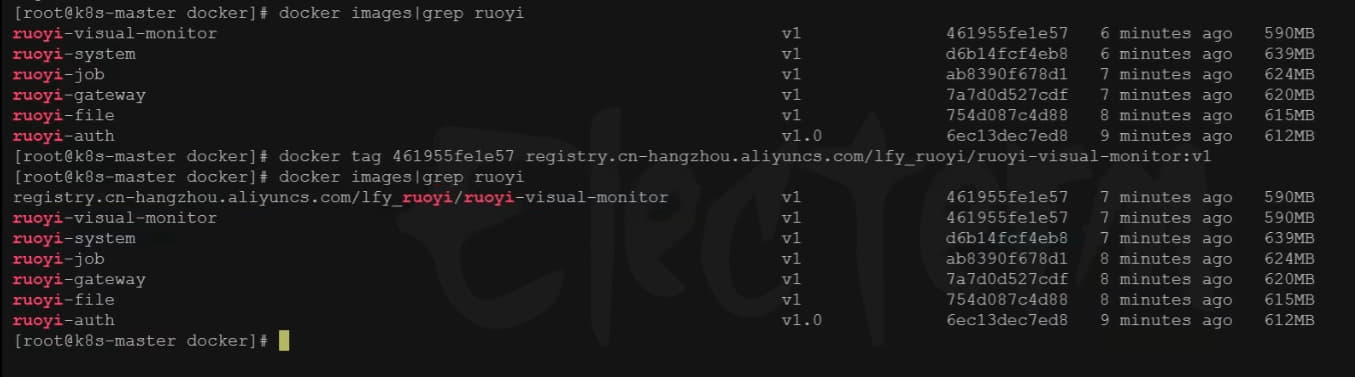 [root@k8s-master docker]# docker images|grep ruoyi
ruoyi-visual-monitor v1 461955fe1e57 6 minutes ago 590MB
ruoyi-system v1 d6b14fcf4eb8 6 minutes ago 639MB
ruoyi-job v1 ab8390f678d1 7 minutes ago 624MB
ruoyi-gateway v1 7a7d0d527cdf 7 minutes ago 620MB
ruoyi-file v1 754d087c4d88 8 minutes ago 615MB
ruoyi-auth v1.0 6ec13dec7ed8 9 minutes ago 612MB
[root@k8s-master docker]# docker tag 461955fe1e57 registry.cn-hangzhou.aliyuncs.com/lfy_ruoyi/ruoyi-visual-monitor:v1
[root@k8s-master docker]# docker images|grep ruoyi
registry.cn-hangzhou.aliyuncs.com/lfy_ruoyi/ruoyi-visual-monitor v1 461955fe1e57 7 minutes ago 590MB
ruoyi-visual-monitor v1 461955fe1e57 7 minutes ago 590MB
ruoyi-system v1 d6b14fcf4eb8 7 minutes ago 639MB
ruoyi-job v1 ab8390f678d1 8 minutes ago 624MB
ruoyi-gateway v1 7a7d0d527cdf 8 minutes ago 620MB
ruoyi-file v1 754d087c4d88 8 minutes ago 615MB
ruoyi-auth v1.0 6ec13dec7ed8 9 minutes ago 612MB
[root@k8s-master docker]#